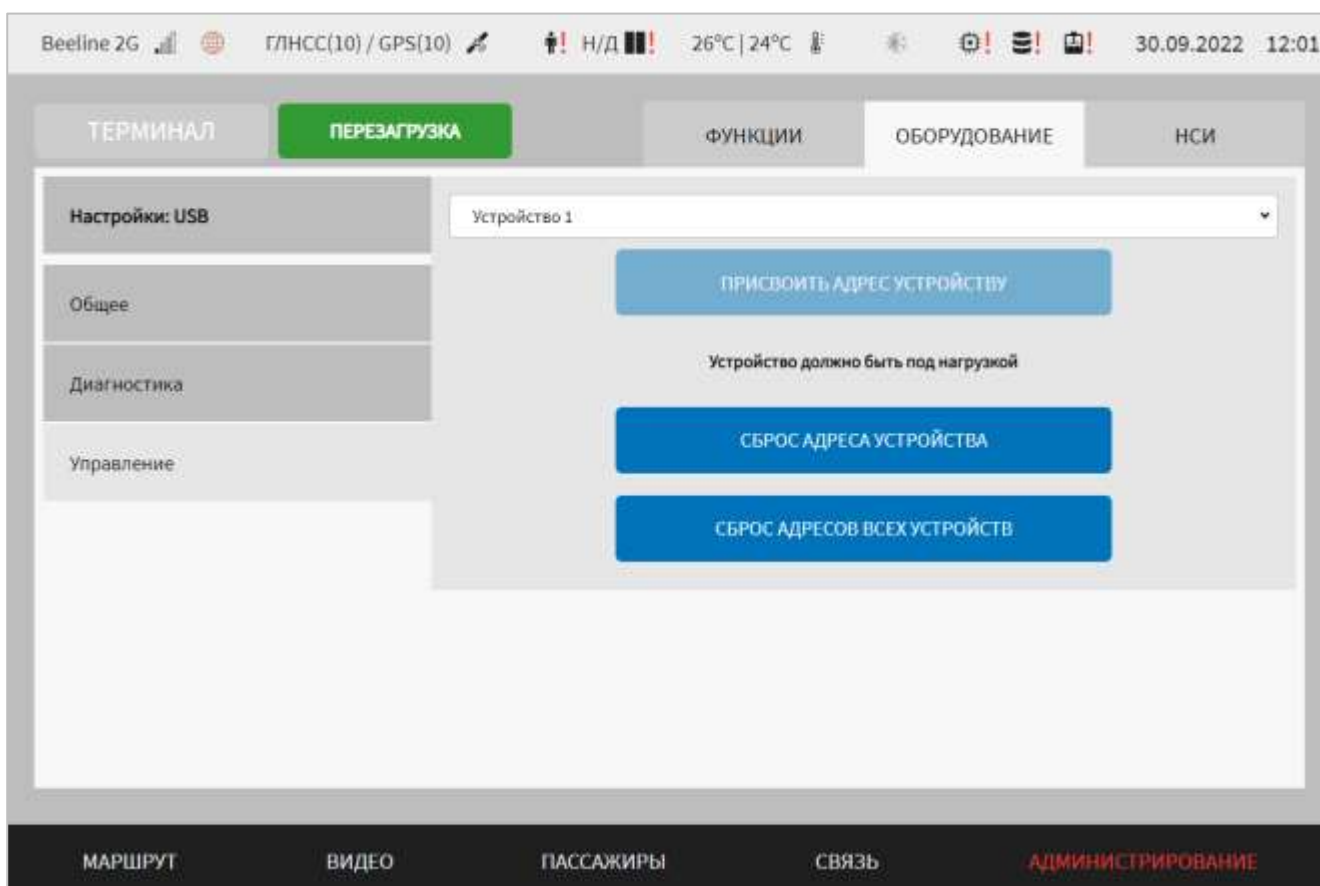 Beeline 2G ГЛНСС(10) / GPS(10) ! Н/Д ! 26°C | 24°C ! ! ! 30.09.2022 12:01
ТЕРМИНАЛ ПЕРЕЗАГРУЗКА ФУНКЦИИ ОБОРУДОВАНИЕ НСИ
Настройки: USB Устройство 1
ПРИСВОИТЬ АДРЕС УСТРОЙСТВУ
Общее
Устройство должно быть под нагрузкой
Диагностика
СБРОС АДРЕСА УСТРОЙСТВА
Управление
СБРОС АДРЕСОВ ВСЕХ УСТРОЙСТВ
МАРШРУТ ВИДЕО ПАССАЖИРЫ СВЯЗЬ АДМИНИСТРИРОВАНИЕ